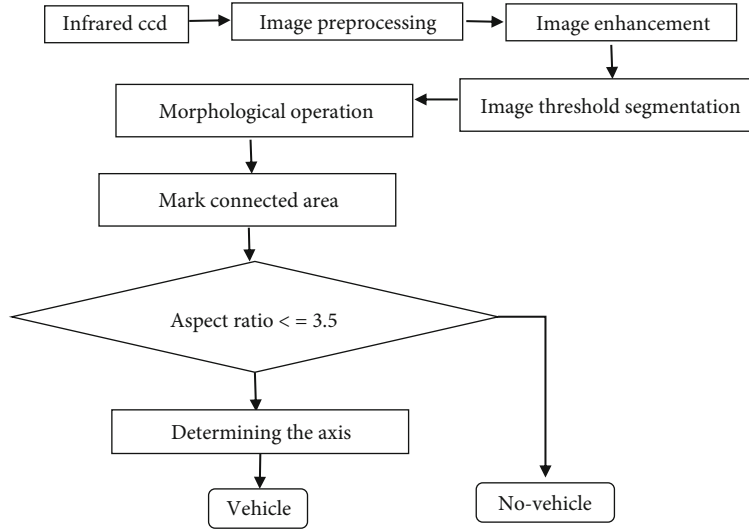 Infrared ccd
Image preprocessing
Image enhancement
Image threshold segmentation
Morphological operation
Mark connected area
Aspect ratio < = 3.5
Determining the axis
Vehicle
No-vehicle